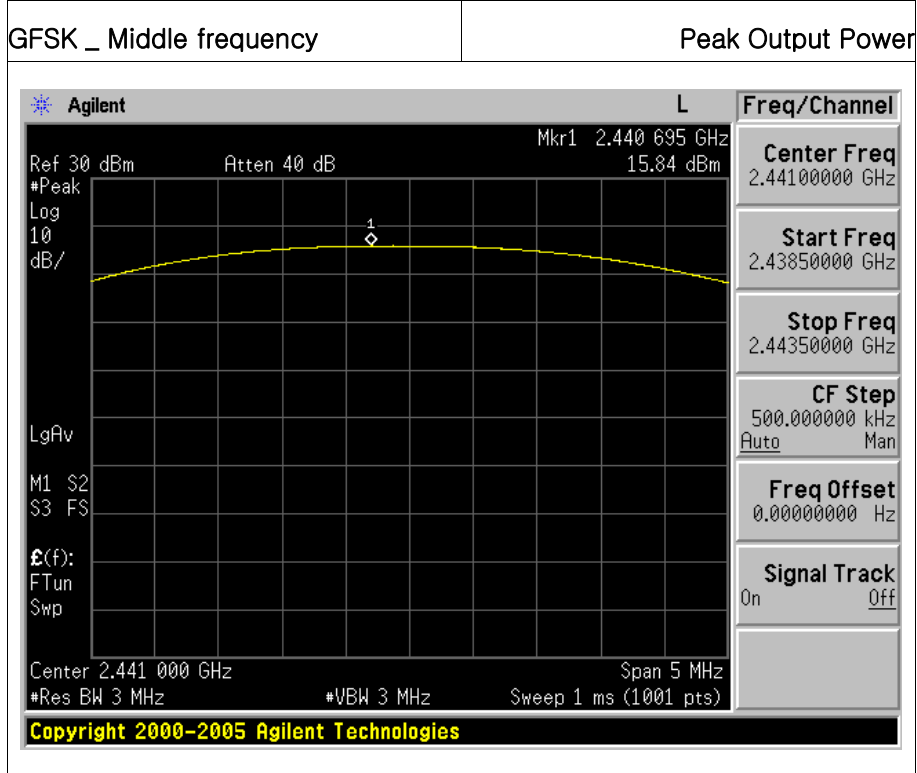 GFSK _ Middle frequency
Peak Output Power
Agilent
L
Freq/Channel
Mkr1 2.440 695 GHz
Ref 30 dBm Atten 40 dB 15.84 dBm
#Peak
Log
10
dB/
1
LgAv
M1 S2
S3 FS
£(f):
FTun
Swp
Center 2.441 000 GHz Span 5 MHz
#Res BW 3 MHz #VBW 3 MHz Sweep 1 ms (1001 pts)
Center Freq
2.44100000 GHz
Start Freq
2.43850000 GHz
Stop Freq
2.44350000 GHz
CF Step
500.000000 kHz
Auto Man
Freq Offset
0.00000000 Hz
Signal Track
On Off
Copyright 2000-2005 Agilent Technologies